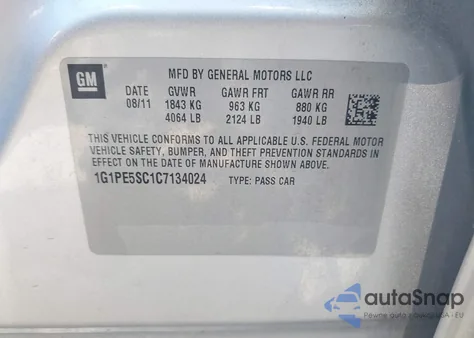 GM
MFD BY GENERAL MOTORS LLC
DATE GVWR GAWR FRT GAWR RR
08/11 1843 KG 963 KG 880 KG
4064 LB 2124 LB 1940 LB
THIS VEHICLE CONFORMS TO ALL APPLICABLE U.S. FEDERAL MOTOR
VEHICLE SAFETY, BUMPER, AND THEFT PREVENTION STANDARDS IN
EFFECT ON THE DATE OF MANUFACTURE SHOWN ABOVE.
1G1PE5SC1C7134024 TYPE: PASS CAR
autoSnap